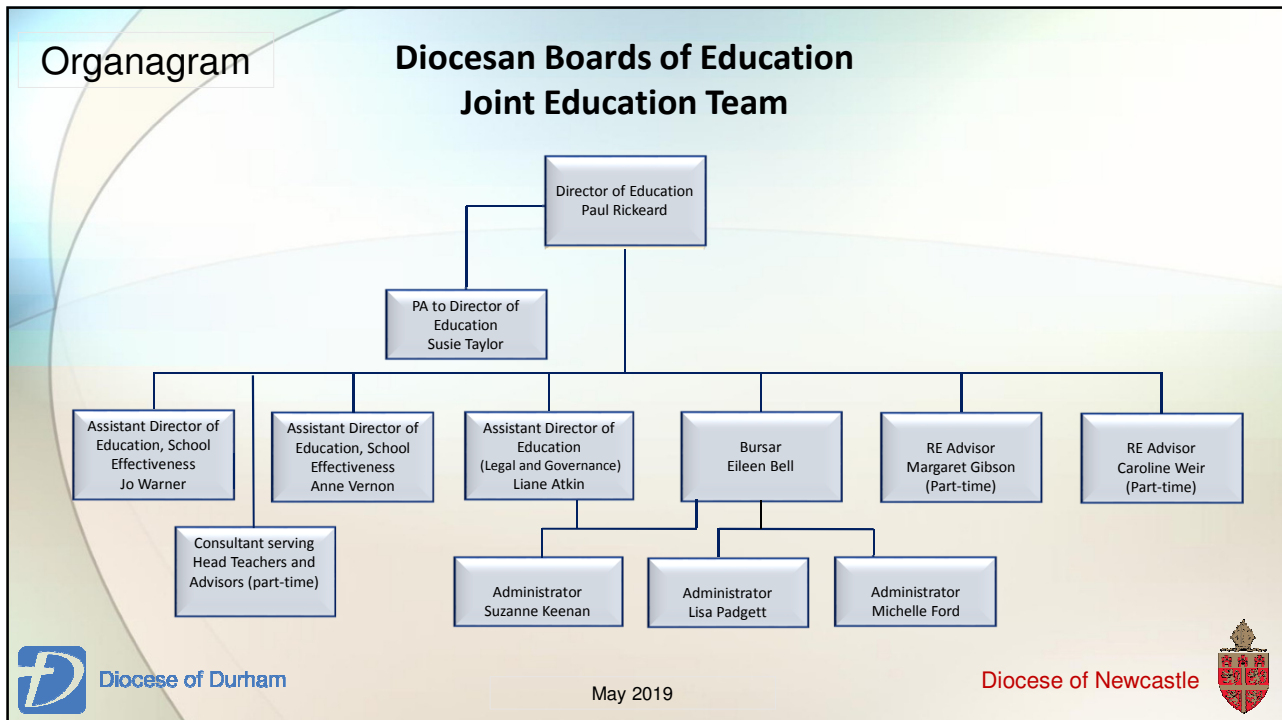 Organagram
Diocesan Boards of Education
Joint Education Team
Director of Education
Paul Rickeard
PA to Director of
Education
Susie Taylor
Assistant Director of
Education, School
Effectiveness
Jo Warner
Assistant Director of
Education, School
Effectiveness
Anne Vernon
Assistant Director of
Education
(Legal and Governance)
Liane Atkin
Bursar
Eileen Bell
RE Advisor
Margaret Gibson
(Part-time)
RE Advisor
Caroline Weir
(Part-time)
Consultant serving
Head Teachers and
Advisors (part-time)
Administrator
Suzanne Keenan
Administrator
Lisa Padgett
Administrator
Michelle Ford
Diocese of Durham
May 2019
Diocese of Newcastle